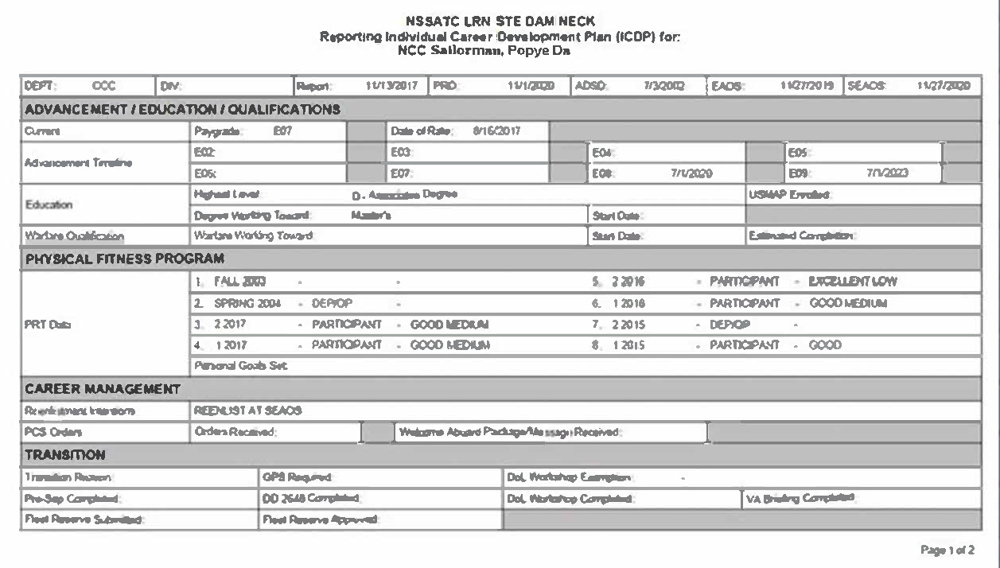 NSSATC LRN STE DAM NECK
Reporting Individual Career Development Plan (ICDP) for:
NCC Sailorman, Popye Da
DEPT: CCC DIV: Report: 11/13/2017 PRD: 11/1/2020 ADSD: 7/3/2002 EAOS: 11/27/2019 SEAOS: 11/27/2020
ADVANCEMENT / EDUCATION / QUALIFICATIONS
Current Paygrade: E07 Date of Rate: 8/16/2017
Advancement Timeline
E02: E03: E04: E05:
E06: E07: E08: 7/1/2020 E09: 7/1/2023
Education
Highest Level: D - Associates Degree USMAP Enrolled:
Degree Working Toward: Master's Start Date:
Warfare Qualification Warfare Working Toward: Start Date: Estimated Completion:
PHYSICAL FITNESS PROGRAM
PRT Data
1. FALL 2003 - - 5. 2 2016 - PARTICIPANT - EXCELLENT LOW
2. SPRING 2004 - DEP/OP - 6. 1 2016 - PARTICIPANT - GOOD MEDIUM
3. 2 2017 - PARTICIPANT - GOOD MEDIUM 7. 2 2015 - DEP/OP -
4. 1 2017 - PARTICIPANT - GOOD MEDIUM 8. 1 2015 - PARTICIPANT - GOOD
Personal Goals Set:
CAREER MANAGEMENT
Reenlistment Intentions REENLIST AT SEAOS
PCS Orders Orders Received: Welcome Aboard Package/Message Received:
TRANSITION
Transition Reason: GPS Required: DoL Workshop Exemption: -
Pre-Sep Completed: DD 2648 Completed: DoL Workshop Completed: VA Briefing Completed:
Fleet Reserve Submitted: Fleet Reserve Approved:
Page 1 of 2